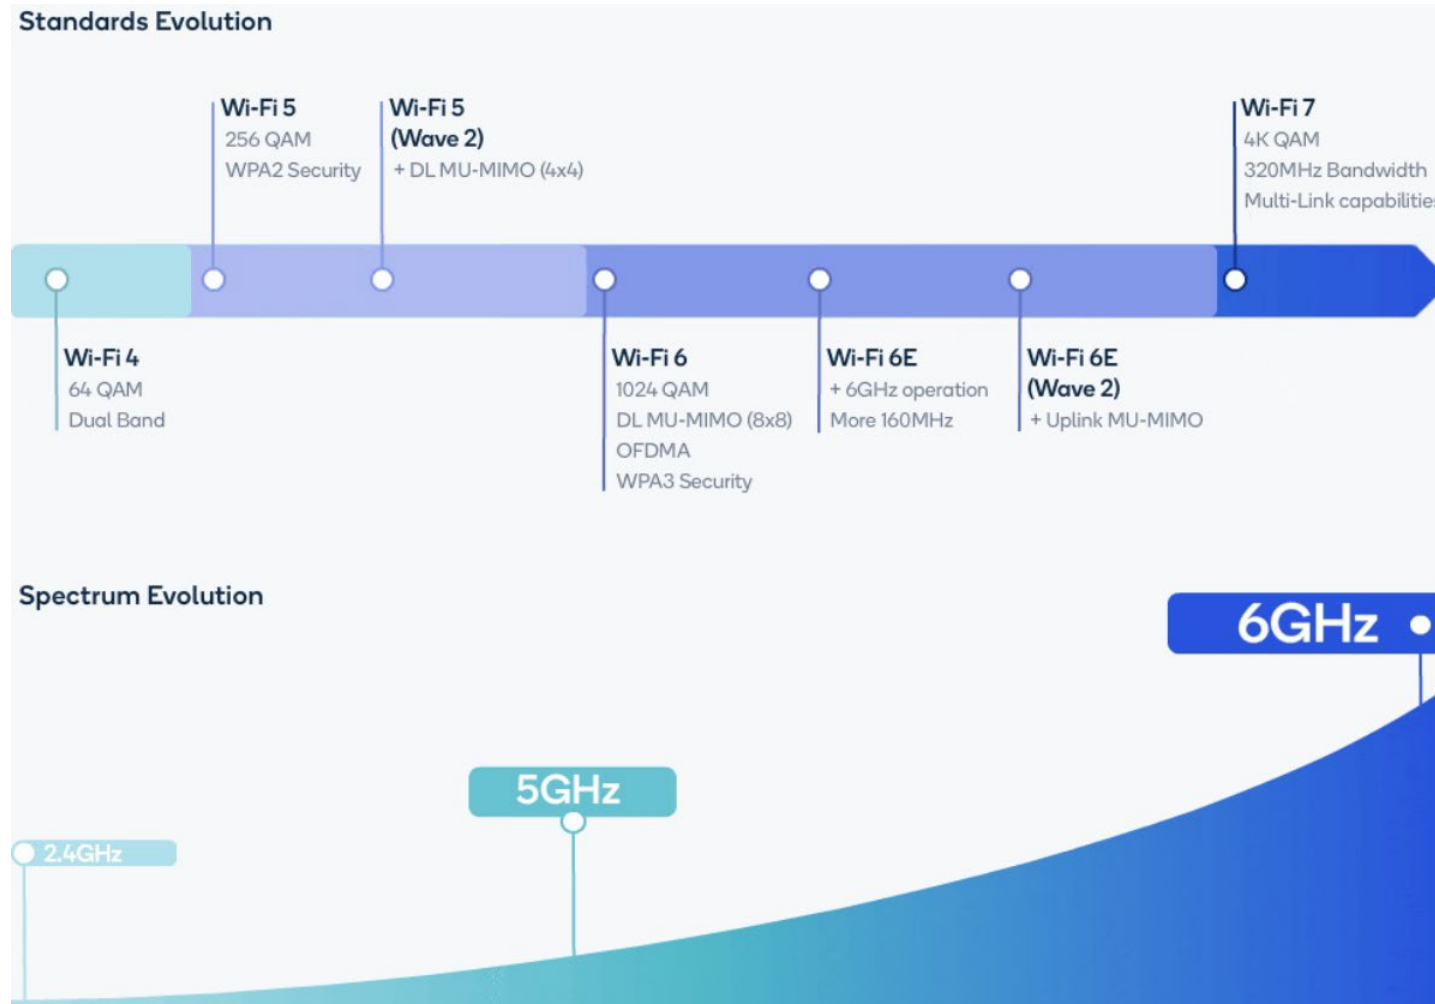 Standards Evolution
Wi-Fi 5
256 QAM
WPA2 Security
Wi-Fi 5
(Wave 2)
+ DL MU-MIMO (4x4)
Wi-Fi 7
4K QAM
320MHz Bandwidth
Multi-Link capabilities
Wi-Fi 4
64 QAM
Dual Band
Wi-Fi 6
1024 QAM
DL MU-MIMO (8x8)
OFDMA
WPA3 Security
Wi-Fi 6E
+ 6GHz operation
More 160MHz
Wi-Fi 6E
(Wave 2)
+ Uplink MU-MIMO
Spectrum Evolution
6GHz
5GHz
2.4GHz